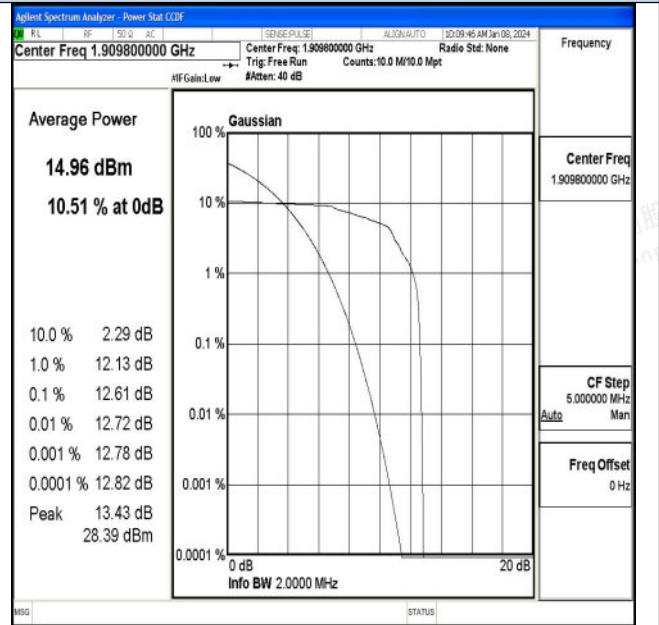 Agilent Spectrum Analyzer - Power Stat CCDF
RL RF 50 Ω AC SENSE:PULSE ALIGNAUTO 10:09:46 AM Jan 08, 2024
Center Freq 1.909800000 GHz
Center Freq: 1.909800000 GHz Radio Std: None
Trig: Free Run Counts:10.0 M/10.0 Mpt
#IFGain:Low #Atten: 40 dB
Frequency
Average Power
14.96 dBm
10.51 % at 0dB
10.0 % 2.29 dB
1.0 % 12.13 dB
0.1 % 12.61 dB
0.01 % 12.72 dB
0.001 % 12.78 dB
0.0001 % 12.82 dB
Peak 13.43 dB
28.39 dBm
Gaussian
100 %
10 %
1 %
0.1 %
0.01 %
0.001 %
0.0001 %
0 dB 20 dB
Info BW 2.0000 MHz
Center Freq
1.909800000 GHz
CF Step
5.000000 MHz
Auto Man
Freq Offset
0 Hz
MSG STATUS